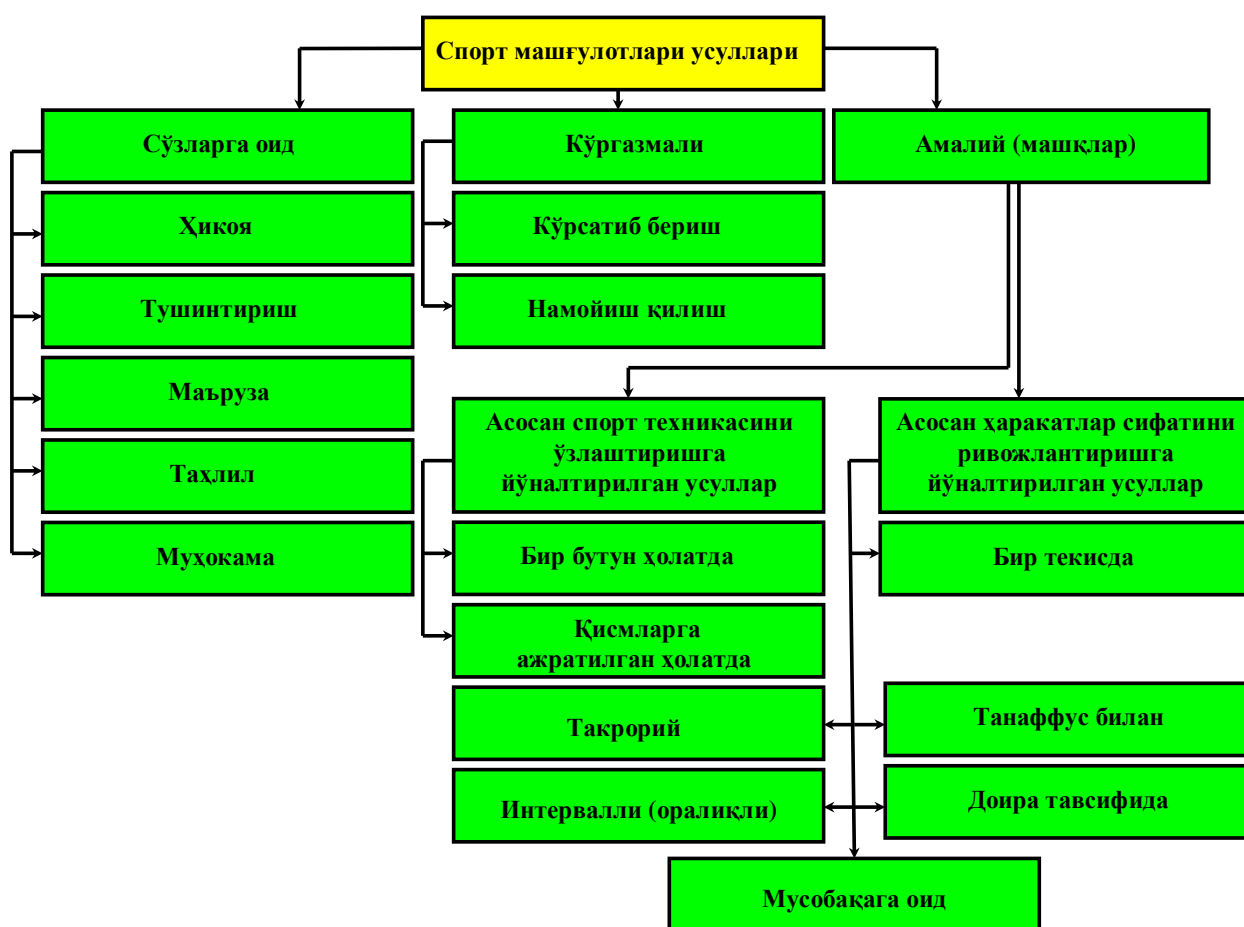 Спорт машғулотлари усуллари
Сўзларга оид
Кўргазмали
Амалий (машқлар)
Ҳикоя
Кўрсатиб бериш
Тушинтириш
Намойиш қилиш
Маъруза
Таҳлил
Муҳокама
Асосан спорт техникасини
ўзлаштиришга
йўналтирилган усуллар
Асосан ҳаракатлар сифатини
ривожлантиришга
йўналтирилган усуллар
Бир бутун ҳолатда
Бир текисда
Қисмларга
ажратилган ҳолатда
Такрорий
Танаффус билан
Интервалли (оралиқли)
Доира тавсифида
Мусобақага оид